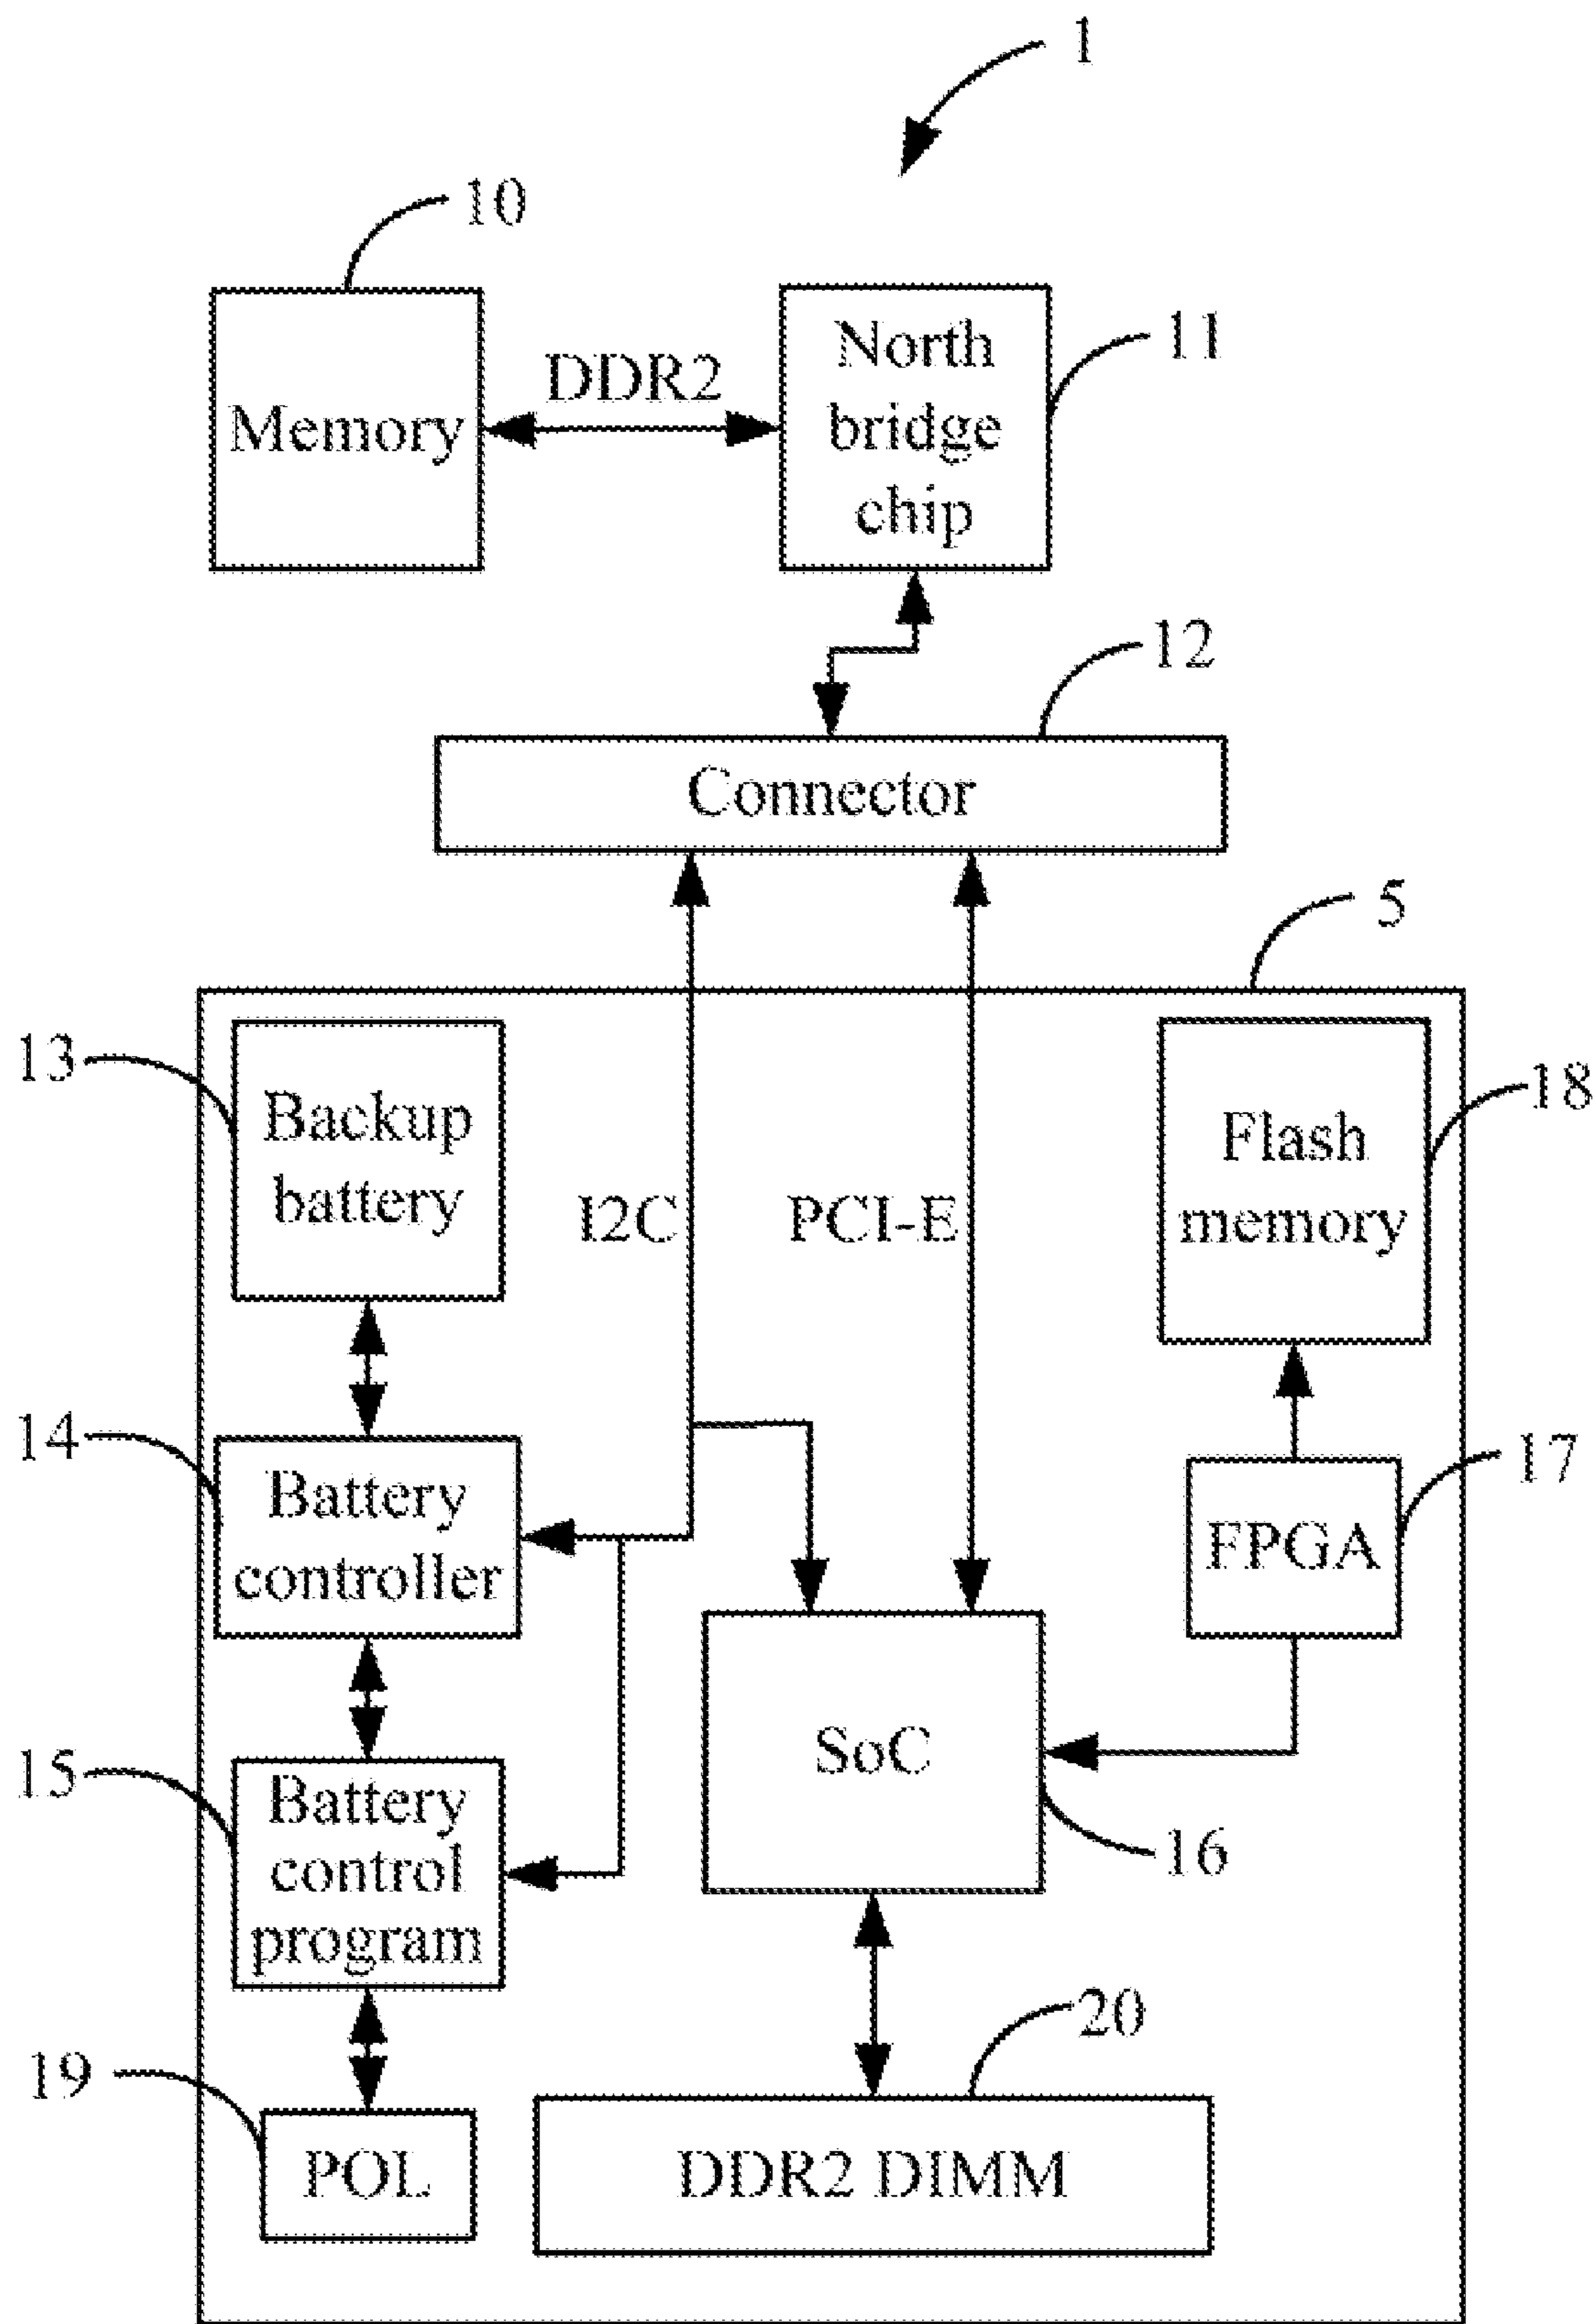 1
10
Memory
DDR2
North
bridge
chip
11
12
Connector
5
13
Backup
battery
I2C
PCI-E
Flash
memory
18
14
Battery
controller
FPGA
17
15
Battery
control
program
SoC
16
19
POL
20
DDR2 DIMM